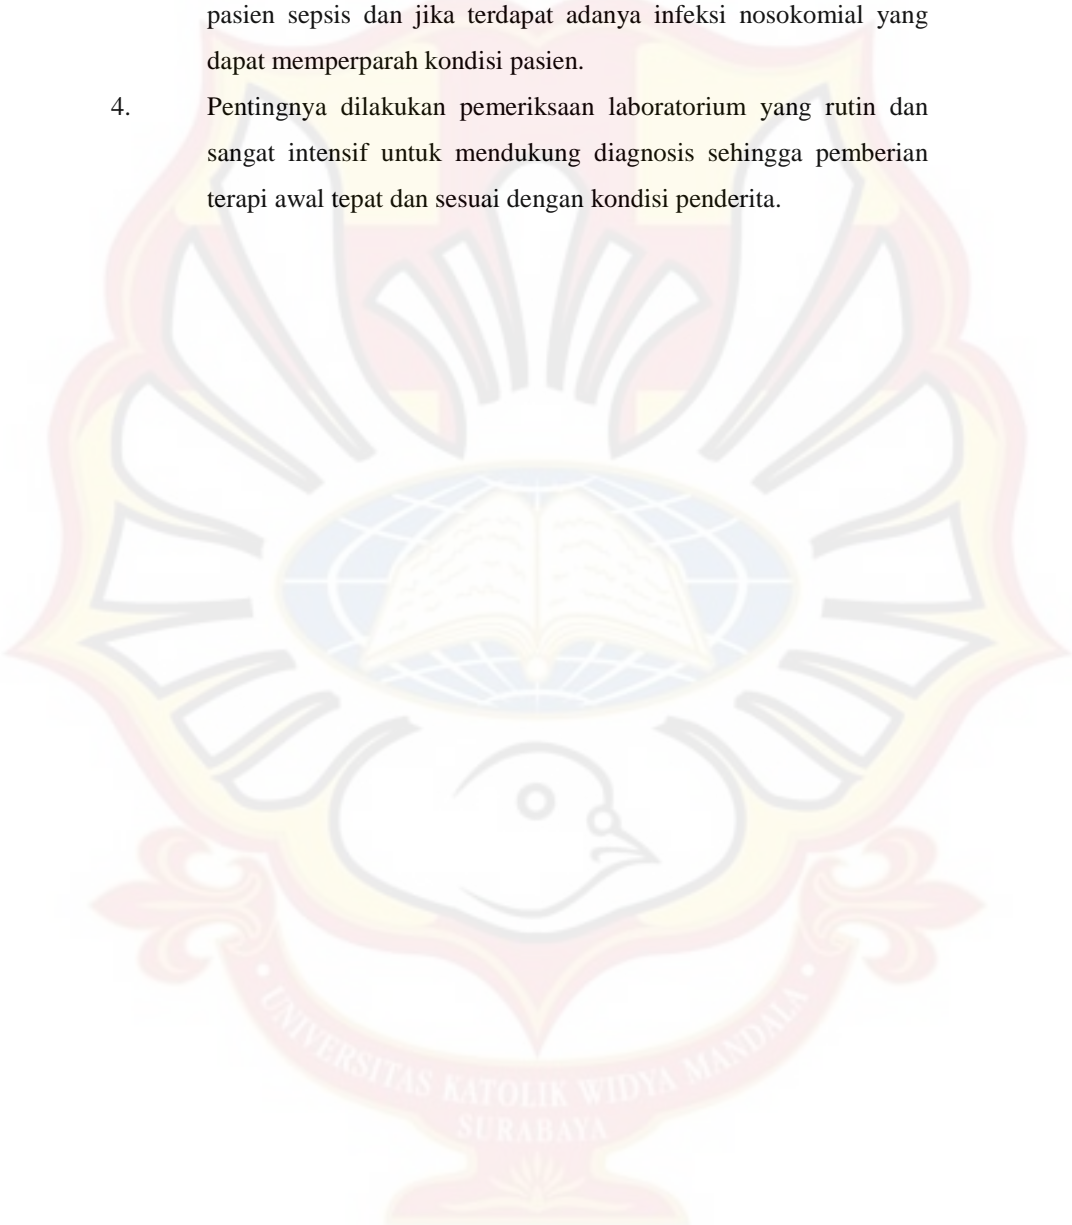 pasien sepsis dan jika terdapat adanya infeksi nosokomial yang
dapat memperparah kondisi pasien.
4. Pentingnya dilakukan pemeriksaan laboratorium yang rutin dan
sangat intensif untuk mendukung diagnosis sehingga pemberian
terapi awal tepat dan sesuai dengan kondisi penderita.
UNIVERSITAS KATOLIK WIDYA MANDALA
SURABAYA